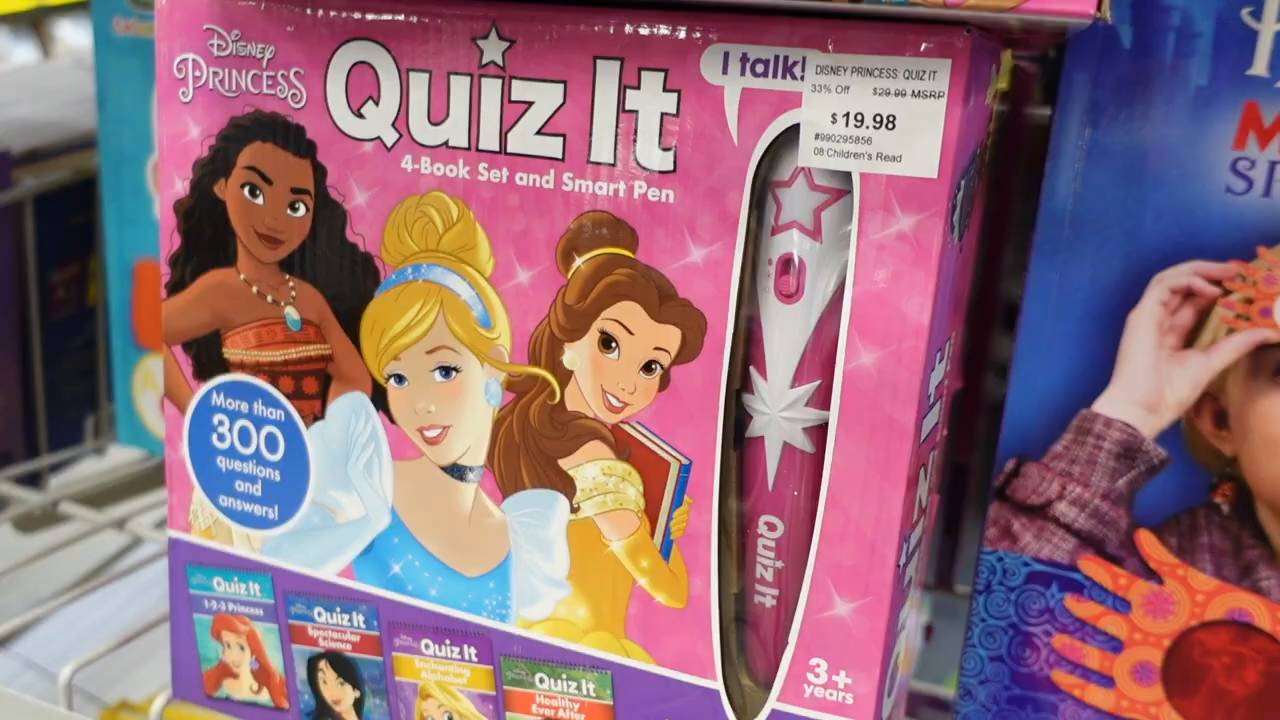 Disney
PRINCESS
Quiz It
4-Book Set and Smart Pen
I talk!
DISNEY PRINCESS: QUIZ IT
33% Off $29.99 MSRP
$19.98
#990295856
08:Children's Read
More than
300
questions
and
answers!
Quiz It
Quiz It
1-2-3 Princess
Quiz It
Spectacular
Science
Quiz It
Enchanting
Alphabet
Quiz It
Healthy
Ever After
3+
years
QUIZ IT